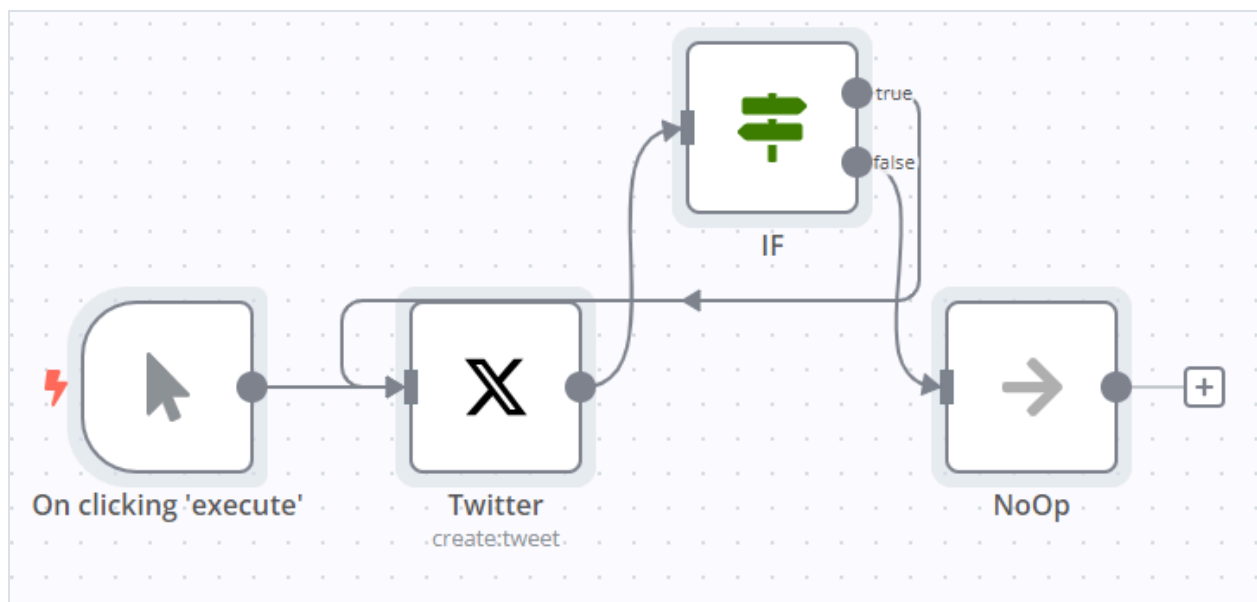 true
false
IF
On clicking 'execute'
Twitter
create:tweet
NoOp